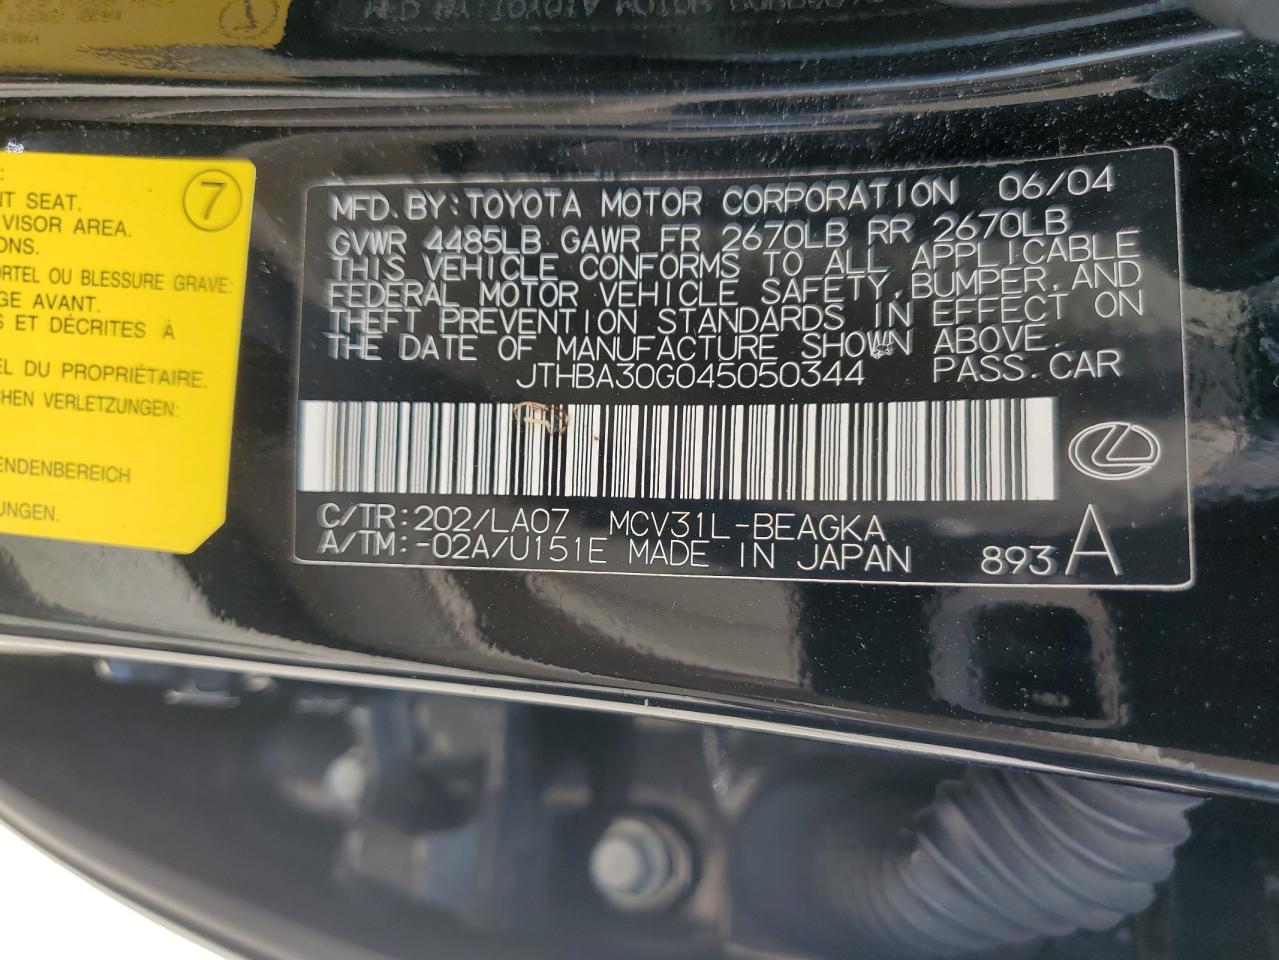 :
NT SEAT.
VISOR AREA.
ONS.
ORTEL OU BLESSURE GRAVE:
GE AVANT.
S ET DÉCRITES À
EL DU PROPRIÉTAIRE.
CHEN VERLETZUNGEN:
ENDENBEREICH
UNGEN.
7
MFD. BY: TOYOTA MOTOR CORPORATION 06/04
GVWR 4485LB GAWR FR 2670LB RR 2670LB
THIS VEHICLE CONFORMS TO ALL APPLICABLE
FEDERAL MOTOR VEHICLE SAFETY, BUMPER, AND
THEFT PREVENTION STANDARDS IN EFFECT ON
THE DATE OF MANUFACTURE SHOWN ABOVE.
JTHBA30G045050344 PASS. CAR
C/TR: 202/LA07 MCV31L-BEAGKA
A/TM: -02A/U151E MADE IN JAPAN 893 A